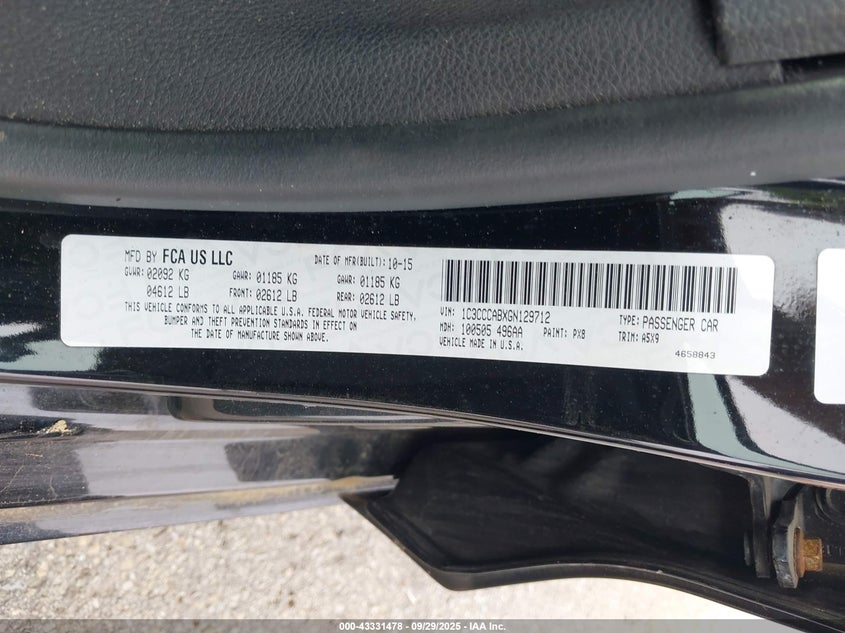 MFD BY FCA US LLC DATE OF MFR(BUILT): 10-15
GVWR: 02092 KG GAWR: 01185 KG GAWR: 01185 KG
04612 LB FRONT: 02612 LB REAR: 02612 LB
THIS VEHICLE CONFORMS TO ALL APPLICABLE U.S.A. FEDERAL MOTOR VEHICLE SAFETY,
BUMPER AND THEFT PREVENTION STANDARDS IN EFFECT ON
THE DATE OF MANUFACTURE SHOWN ABOVE.
VIN: 1C3CCCABXGN129712 TYPE: PASSENGER CAR
MDH: 100505 496AA PAINT: PX8 TRIM: A5X9
VEHICLE MADE IN U.S.A.
4658843
000-43331478 - 09/29/2025 - IAA Inc.